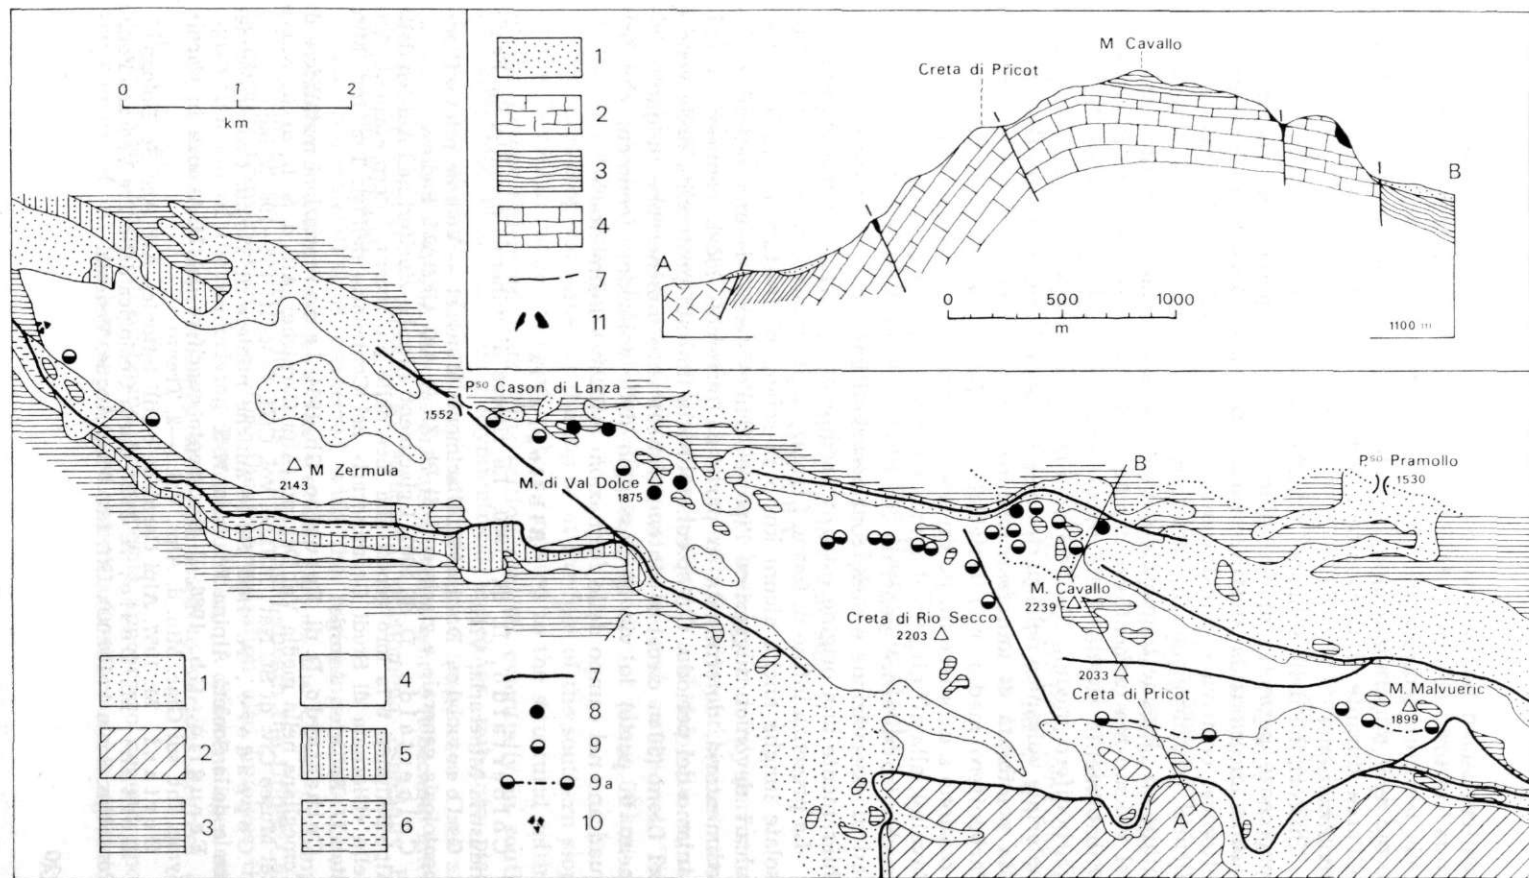 0 1 2
km
1
2
3
4
7
11
M Cavallo
Creta di Pricot
A
B
0 500 1000
m
1100 m
P.so Cason di Lanza
1552
M Zermula
2143
M. di Val Dolce
1875
B
P.so Pramollo
1530
M. Cavallo
2239
Creta di Rio Secco
2203
2033
Creta di Pricot
M. Malvueric
1899
A
1
2
3
4
5
6
7
8
9
9a
10